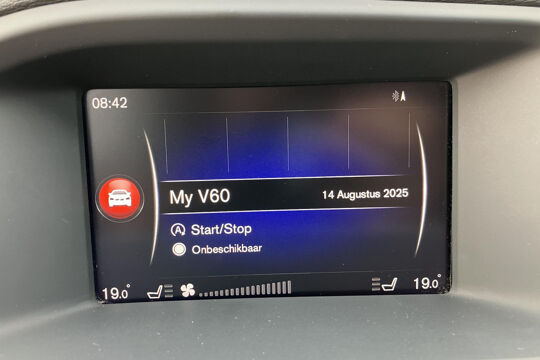 08:42
My V60 14 Augustus 2025
Start/Stop
Onbeschikbaar
19.0 19.0